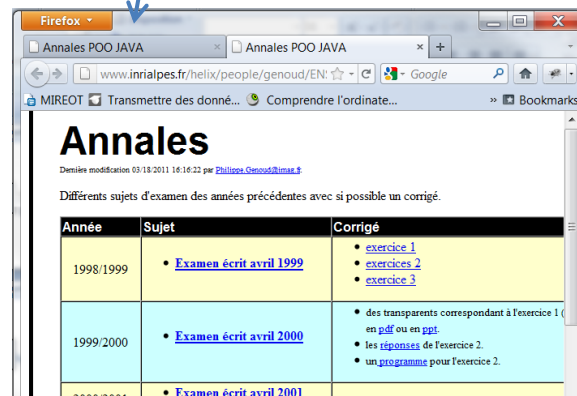 Firefox
Annales POO JAVA × Annales POO JAVA × +
www.inrialpes.fr/helix/people/genoud/EN Google
MIREOT Transmettre des donné... Comprendre l'ordinate... » Bookmarks
Annales
Dernière modification 03/18/2011 16:16:22 par Philippe.Genoud@imag.fr.
Différents sujets d'examen des années précédentes avec si possible un corrigé.
Année Sujet Corrigé
1998/1999
• Examen écrit avril 1999
• exercice 1
• exercices 2
• exercice 3
1999/2000
• Examen écrit avril 2000
• des transparents correspondant à l'exercice 1 (
en pdf ou en ppt.
• les réponses de l'exercice 2.
• un programme pour l'exercice 2.
2000/2001
• Examen écrit avril 2001